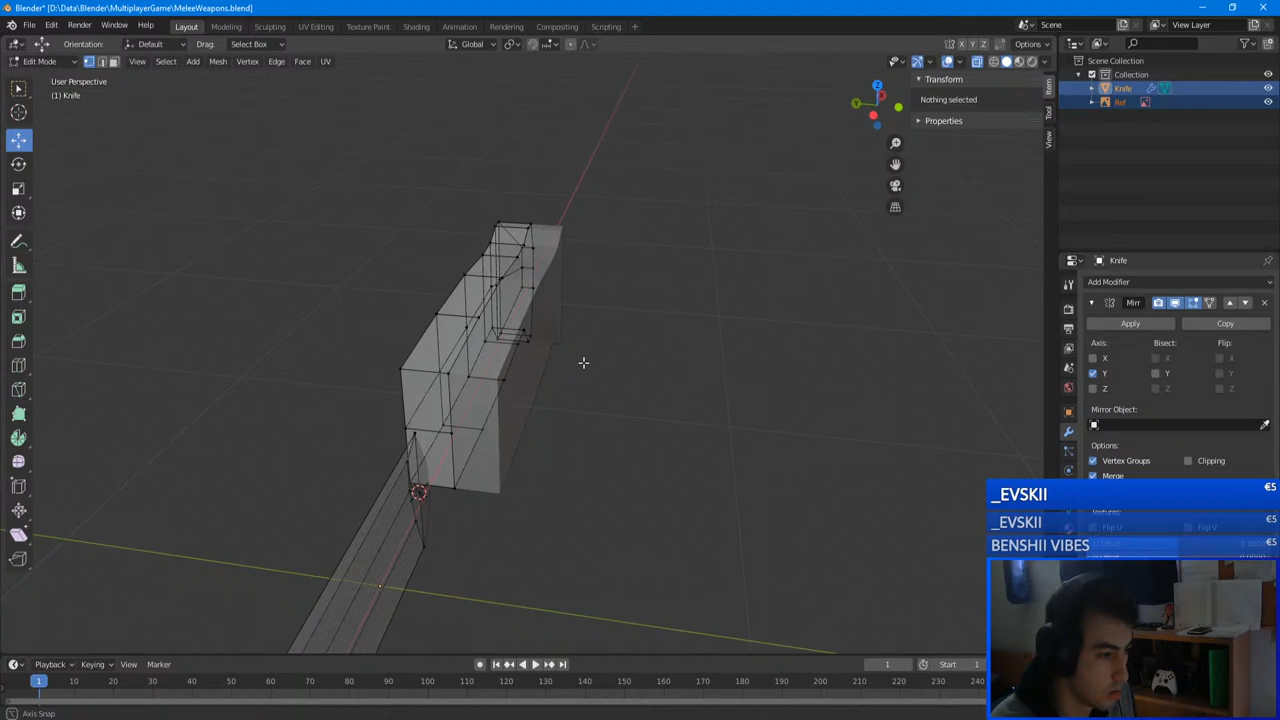 Blender* [D:\Data\Blender\MultiplayerGame\MeleeWeapons.blend]
File Edit Render Window Help Layout Modeling Sculpting UV Editing Texture Paint Shading Animation Rendering Compositing Scripting + Scene View Layer
Orientation: Default Drag: Select Box Global X Y Z Options
Edit Mode View Select Add Mesh Vertex Edge Face UV
User Perspective
(1) Knife
Z
Y
X
Transform
Nothing selected
Properties
Item
Tool
View
Scene Collection
Collection
Knife
Ref
Knife
Add Modifier
Mirr
Apply Copy
Axis: Bisect: Flip:
X X X
Y Y Y
Z Z Z
Mirror Object:
Options:
Vertex Groups Clipping
Merge
_EVSKII €5
_EVSKII €5
BENSHII VIBES €5
Playback Keying View Marker 1 Start 1
1 10 20 30 40 50 60 70 80 90 100 110 120 130 140 150 160 170 180 190 200 210 220 230 240
Axis Snap